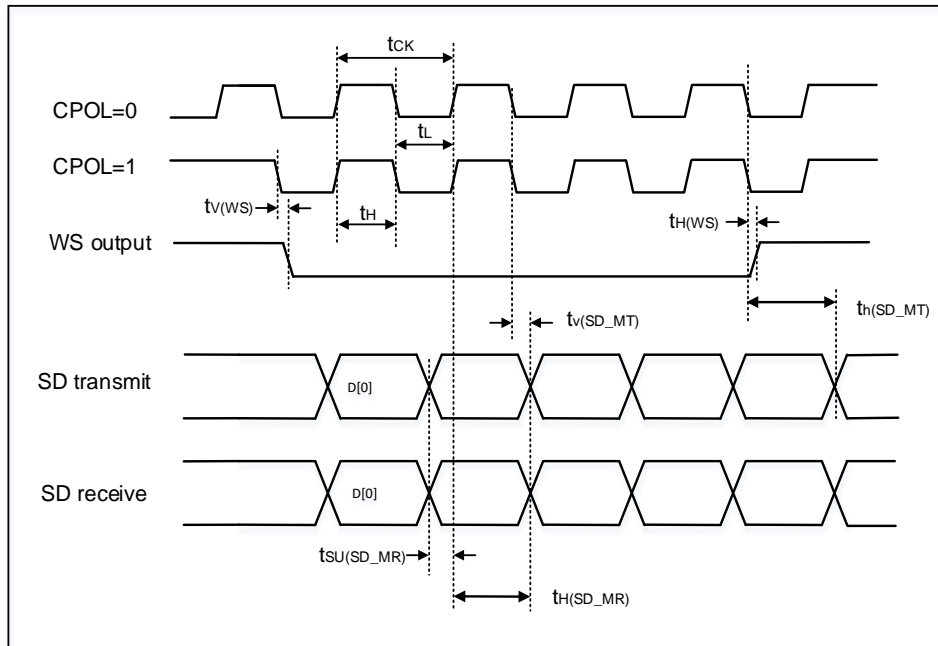 tCK
CPOL=0
tL
CPOL=1
tV(WS)
tH
tH(WS)
WS output
tv(SD_MT)
th(SD_MT)
SD transmit
D[0]
SD receive
D[0]
tSU(SD_MR)
tH(SD_MR)